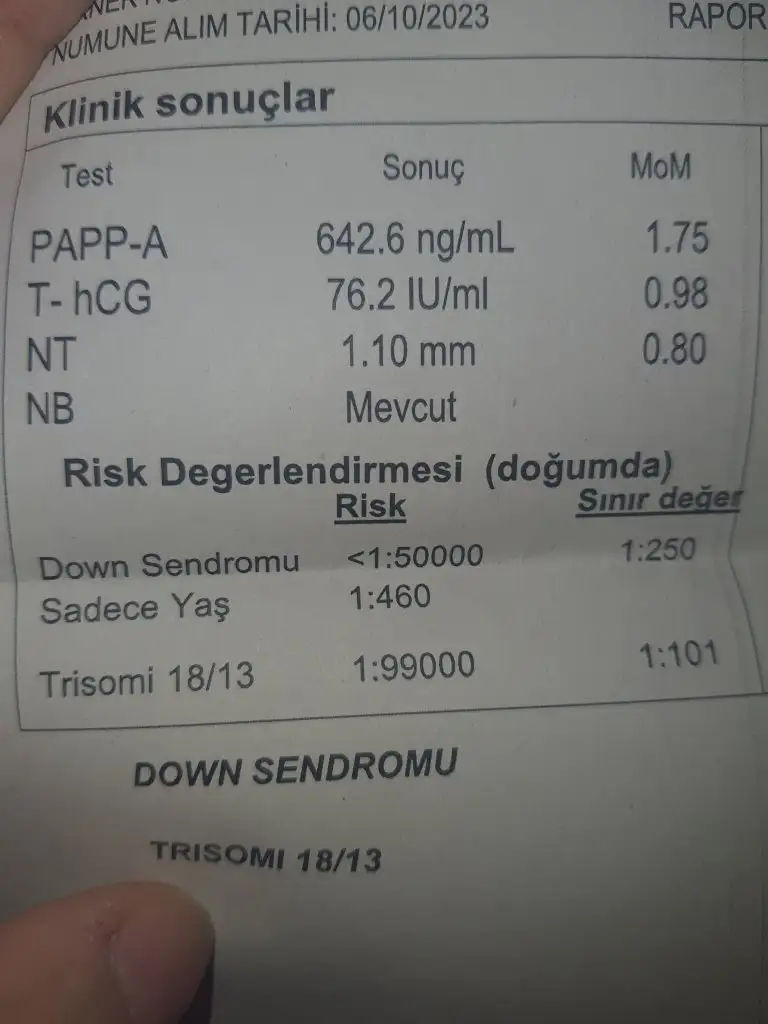 NUMUNE ALIM TARİHİ: 06/10/2023 RAPOR
Klinik sonuçlar
Test Sonuç MoM
PAPP-A 642.6 ng/mL 1.75
T- hCG 76.2 IU/ml 0.98
NT 1.10 mm 0.80
NB Mevcut
Risk Degerlendirmesi (doğumda)
Risk Sınır değer
Down Sendromu <1:50000 1:250
Sadece Yaş 1:460
Trisomi 18/13 1:99000 1:101
DOWN SENDROMU
TRISOMI 18/13